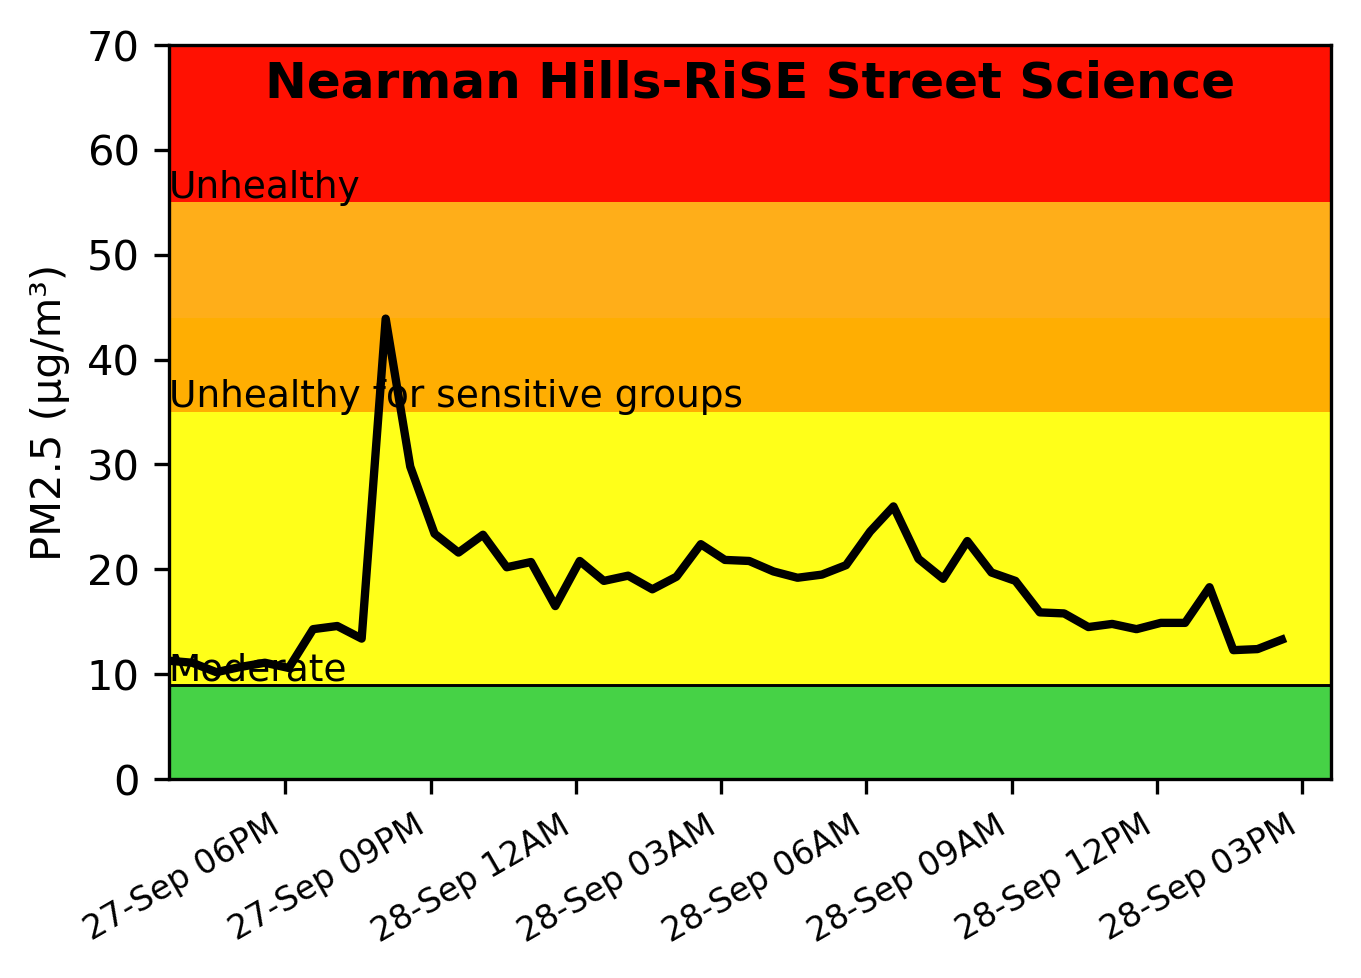 Nearman Hills-RiSE Street Science
70
60
50
40
30
20
10
0
PM2.5 (µg/m³)
Unhealthy
Unhealthy for sensitive groups
Moderate
27-Sep 06PM
27-Sep 09PM
28-Sep 12AM
28-Sep 03AM
28-Sep 06AM
28-Sep 09AM
28-Sep 12PM
28-Sep 03PM